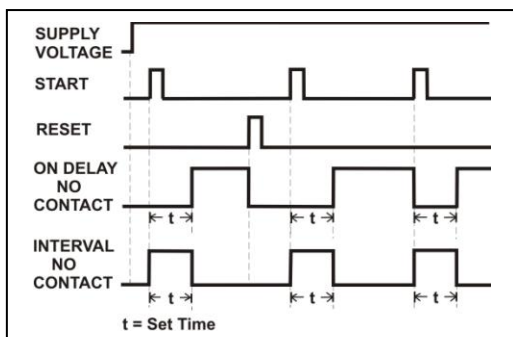 SUPPLY
VOLTAGE
START
RESET
ON DELAY
NO
CONTACT
t
t
t
INTERVAL
NO
CONTACT
t
t
t
t = Set Time